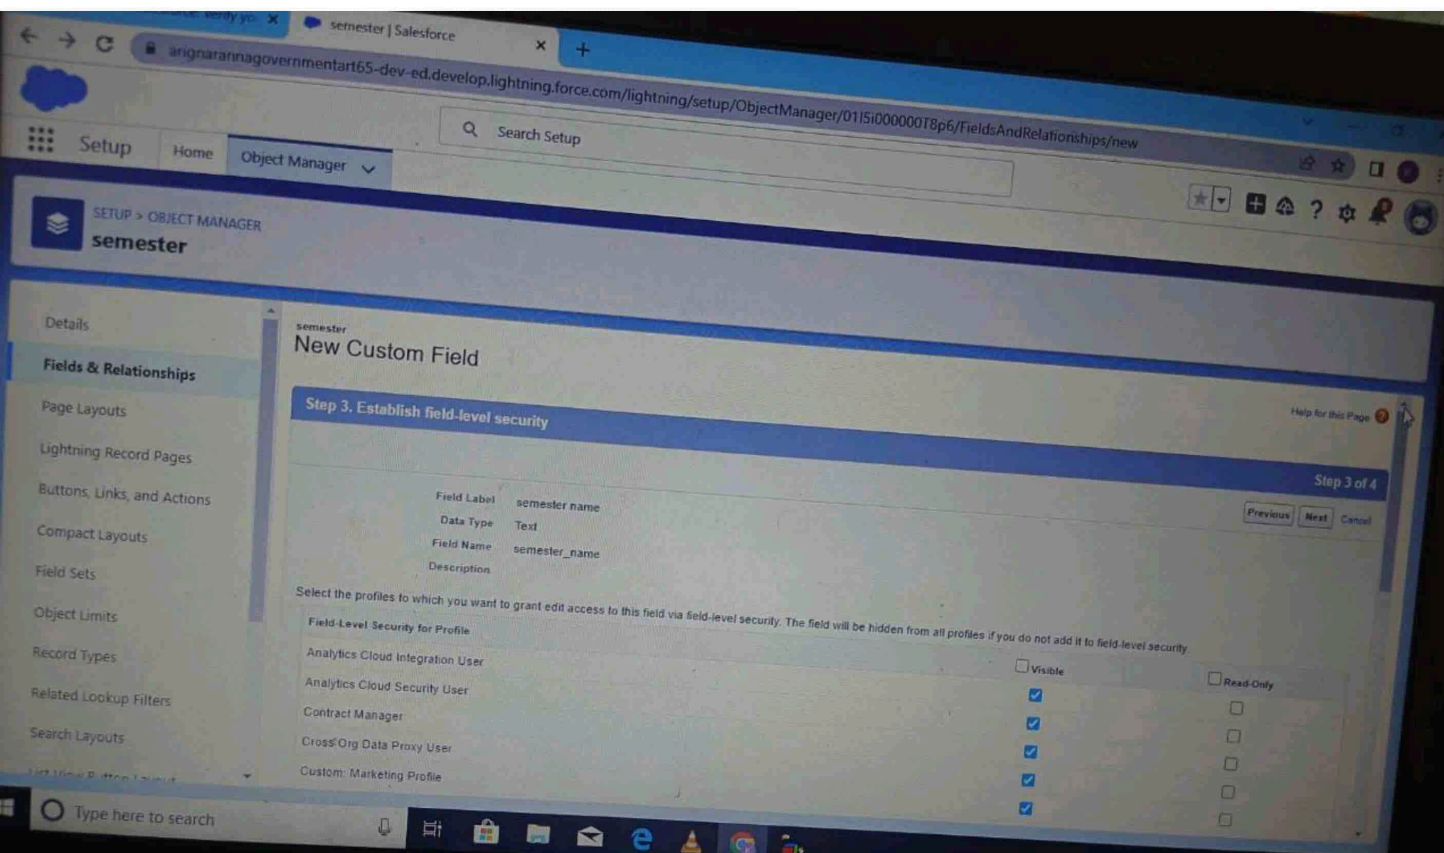 semester | Salesforce
arignarannagovernmentart65-dev-ed.develop.lightning.force.com/lightning/setup/ObjectManager/01I5i000000T8p6/FieldsAndRelationships/new
Search Setup
Setup Home Object Manager
SETUP > OBJECT MANAGER
semester
Details
Fields & Relationships
Page Layouts
Lightning Record Pages
Buttons, Links, and Actions
Compact Layouts
Field Sets
Object Limits
Record Types
Related Lookup Filters
Search Layouts
semester
New Custom Field
Help for this Page
Step 3. Establish field-level security
Step 3 of 4
Previous Next Cancel
Field Label semester name
Data Type Text
Field Name semester_name
Description
Select the profiles to which you want to grant edit access to this field via field-level security. The field will be hidden from all profiles if you do not add it to field-level security.
Field-Level Security for Profile Visible Read-Only
Analytics Cloud Integration User
Analytics Cloud Security User
Contract Manager
Cross Org Data Proxy User
Custom: Marketing Profile
Type here to search